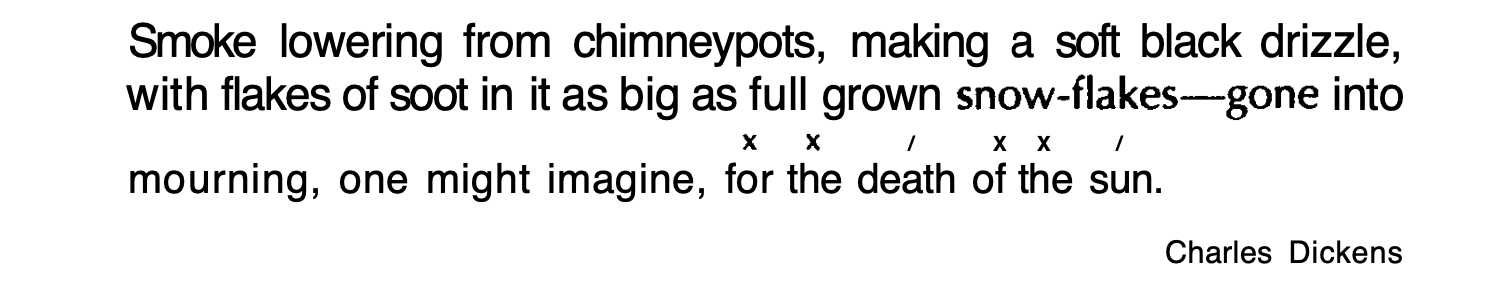 Smoke lowering from chimneypots, making a soft black drizzle,
with flakes of soot in it as big as full grown snow-flakes—gone into
x x / x x /
mourning, one might imagine, for the death of the sun.
Charles Dickens